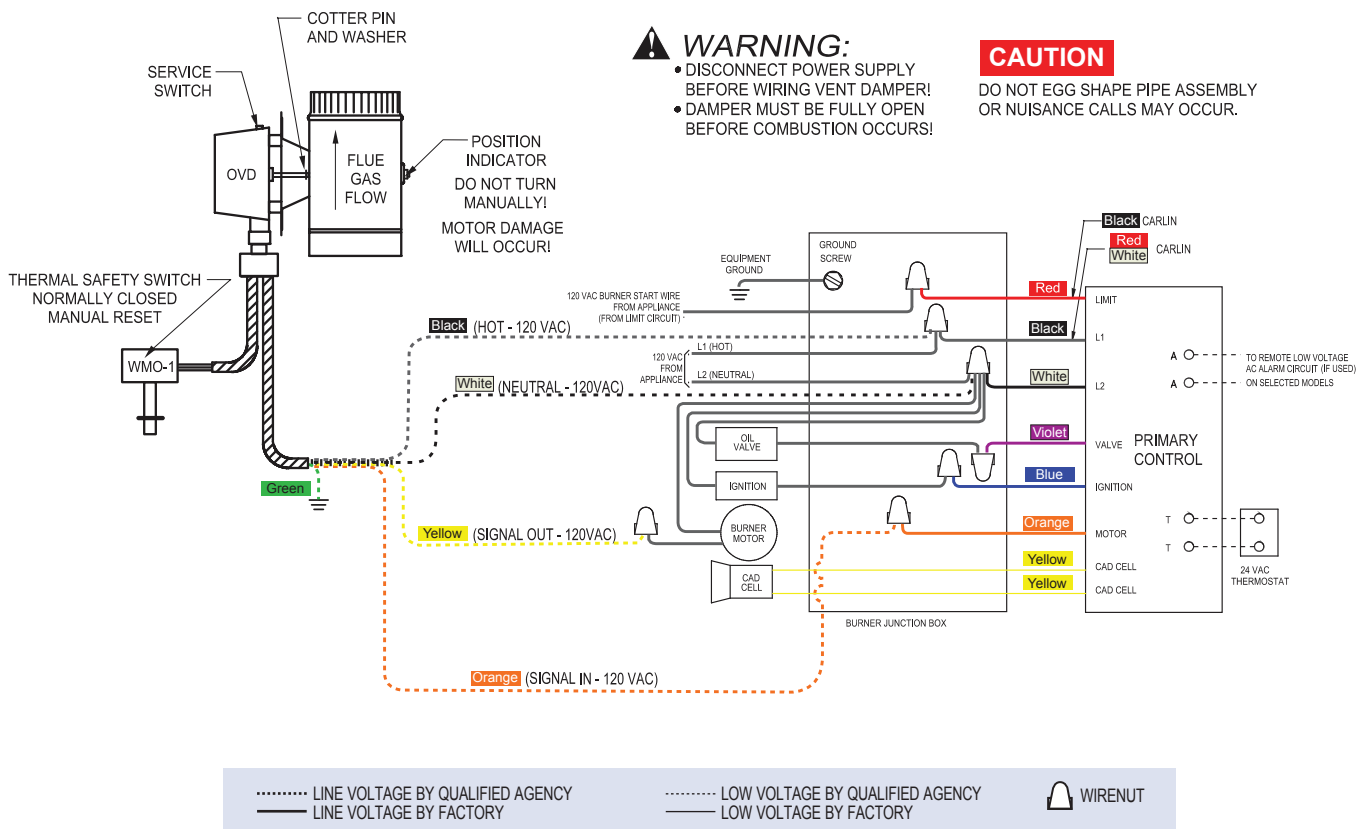 COTTER PIN
AND WASHER
SERVICE
SWITCH
OVD
FLUE
GAS
FLOW
POSITION
INDICATOR
DO NOT TURN
MANUALLY!
MOTOR DAMAGE
WILL OCCUR!
THERMAL SAFETY SWITCH
NORMALLY CLOSED
MANUAL RESET
WMO-1
WARNING:
• DISCONNECT POWER SUPPLY
BEFORE WIRING VENT DAMPER!
• DAMPER MUST BE FULLY OPEN
BEFORE COMBUSTION OCCURS!
CAUTION
DO NOT EGG SHAPE PIPE ASSEMBLY
OR NUISANCE CALLS MAY OCCUR.
Black CARLIN
Red
White CARLIN
EQUIPMENT
GROUND
GROUND
SCREW
120 VAC BURNER START WIRE
FROM APPLIANCE
(FROM LIMIT CIRCUIT)
Red
LIMIT
Black (HOT - 120 VAC)
Black
L1
120 VAC
FROM
APPLIANCE
L1 (HOT)
L2 (NEUTRAL)
White (NEUTRAL - 120VAC)
White
L2
A
A
TO REMOTE LOW VOLTAGE
AC ALARM CIRCUIT (IF USED)
ON SELECTED MODELS
OIL
VALVE
Violet
VALVE
PRIMARY
CONTROL
IGNITION
Blue
IGNITION
Green
Yellow (SIGNAL OUT - 120VAC)
BURNER
MOTOR
Orange
MOTOR
T
T
24 VAC
THERMOSTAT
CAD
CELL
Yellow
CAD CELL
Yellow
CAD CELL
BURNER JUNCTION BOX
Orange (SIGNAL IN - 120 VAC)
LINE VOLTAGE BY QUALIFIED AGENCY
LINE VOLTAGE BY FACTORY
LOW VOLTAGE BY QUALIFIED AGENCY
LOW VOLTAGE BY FACTORY
WIRENUT